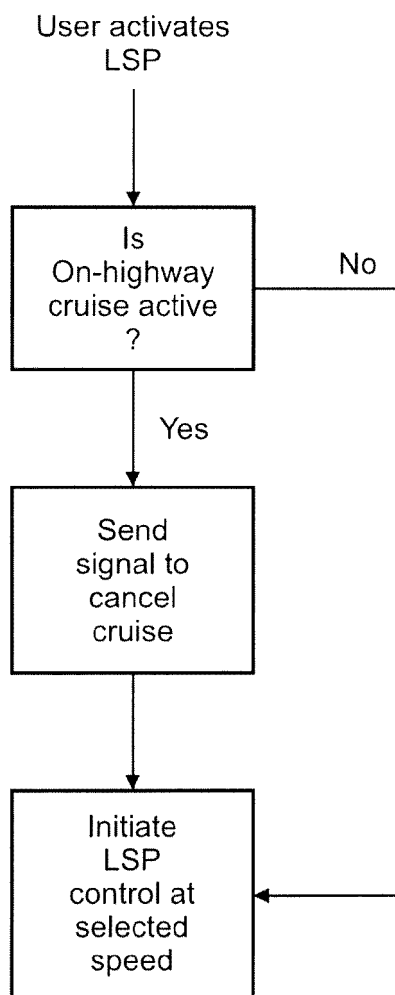 User activates
LSP
Is
On-highway
cruise active
?
No
Yes
Send
signal to
cancel
cruise
Initiate
LSP
control at
selected
speed